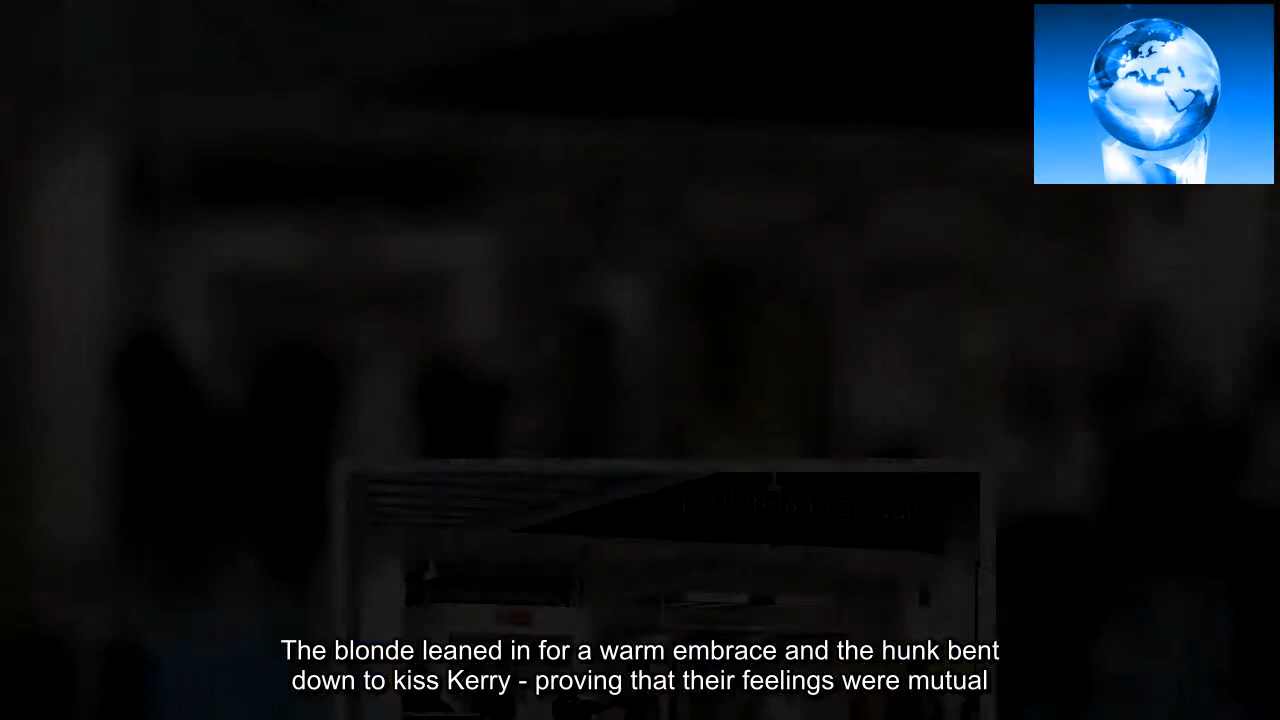 The blonde leaned in for a warm embrace and the hunk bent
down to kiss Kerry - proving that their feelings were mutual